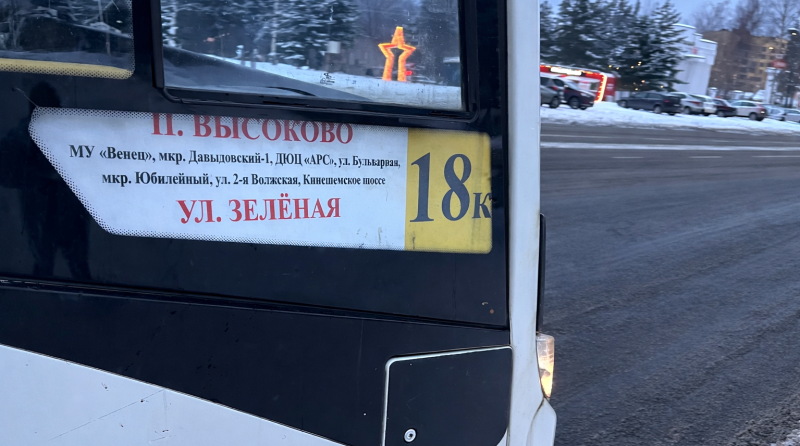 П. ВЫСОКОВО
МУ «Венец», мкр. Давыдовский-1, ДЮЦ «АРС», ул. Бульварная,
мкр. Юбилейный, ул. 2-я Волжская, Кинешемское шоссе
УЛ. ЗЕЛЁНАЯ
18к